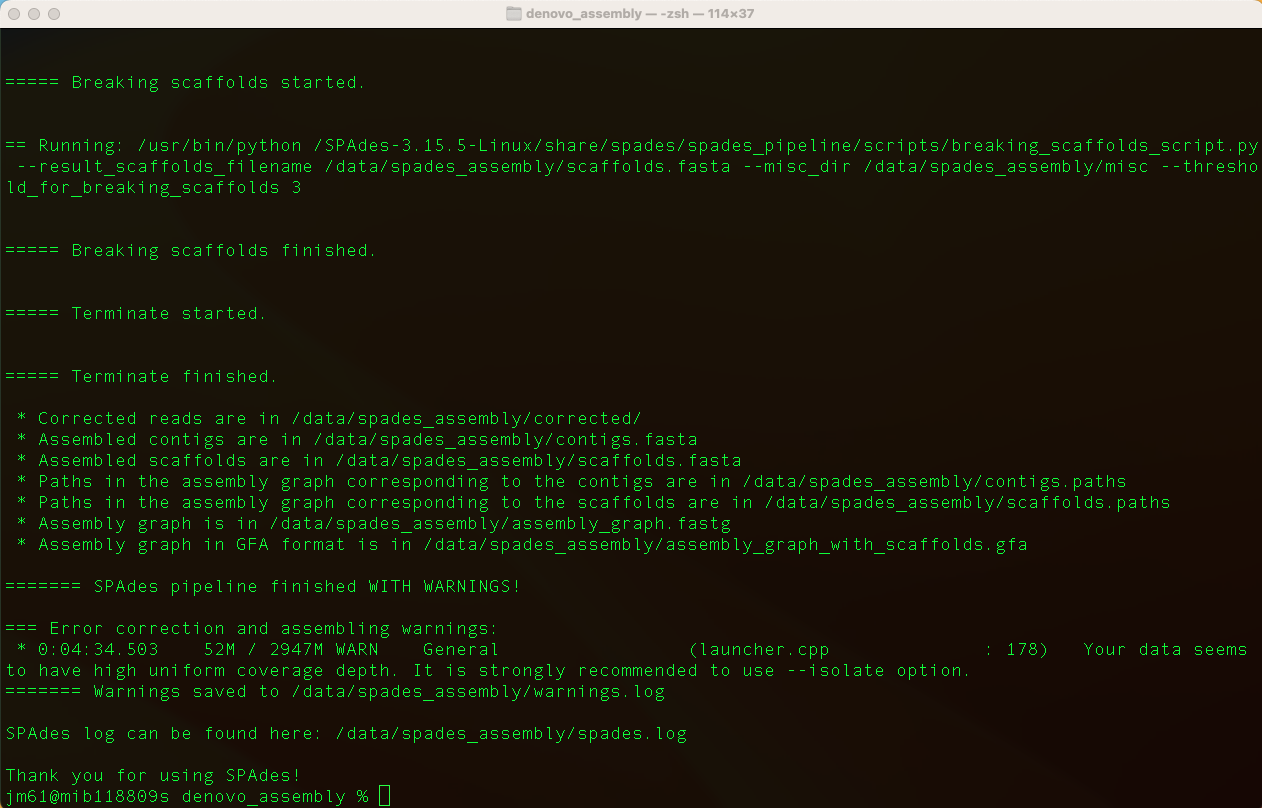 denovo_assembly — -zsh — 114×37
===== Breaking scaffolds started.
== Running: /usr/bin/python /SPAdes-3.15.5-Linux/share/spades/spades_pipeline/scripts/breaking_scaffolds_script.py
 --result_scaffolds_filename /data/spades_assembly/scaffolds.fasta --misc_dir /data/spades_assembly/misc --thresho
ld_for_breaking_scaffolds 3
===== Breaking scaffolds finished.
===== Terminate started.
===== Terminate finished.
 * Corrected reads are in /data/spades_assembly/corrected/
 * Assembled contigs are in /data/spades_assembly/contigs.fasta
 * Assembled scaffolds are in /data/spades_assembly/scaffolds.fasta
 * Paths in the assembly graph corresponding to the contigs are in /data/spades_assembly/contigs.paths
 * Paths in the assembly graph corresponding to the scaffolds are in /data/spades_assembly/scaffolds.paths
 * Assembly graph is in /data/spades_assembly/assembly_graph.fastg
 * Assembly graph in GFA format is in /data/spades_assembly/assembly_graph_with_scaffolds.gfa
======= SPAdes pipeline finished WITH WARNINGS!
=== Error correction and assembling warnings:
 * 0:04:34.503    52M / 2947M WARN    General                 (launcher.cpp              : 178)   Your data seems
to have high uniform coverage depth. It is strongly recommended to use --isolate option.
======= Warnings saved to /data/spades_assembly/warnings.log
SPAdes log can be found here: /data/spades_assembly/spades.log
Thank you for using SPAdes!
jm61@mib118809s denovo_assembly %